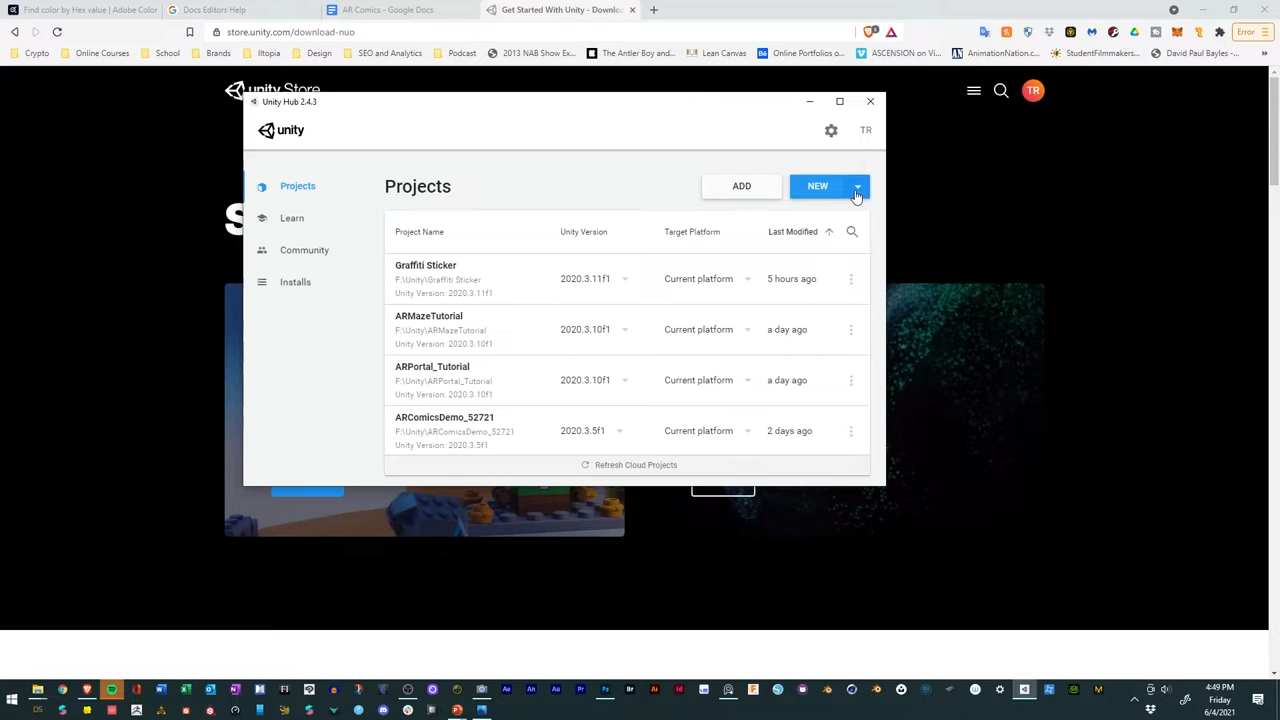 Find color by Hex value | Adobe Color
Docs Editors Help
AR Comics - Google Docs
Get Started With Unity - Downloa
store.unity.com/download-nuo
Error
Crypto
Online Courses
School
Brands
Iltopia
Design
SEO and Analytics
Podcast
2013 NAB Show Ex...
The Antler Boy and...
Lean Canvas
Online Portfolios o...
ASCENSION on Vi...
AnimationNation.c...
StudentFilmmakers...
David Paul Bayles -...
»
TR
Unity Hub 2.4.3
unity
TR
Projects
Learn
Community
Installs
Projects
ADD
NEW
Project Name
Unity Version
Target Platform
Last Modified
Graffiti Sticker
F:\Unity\Graffiti Sticker
Unity Version: 2020.3.11f1
2020.3.11f1
Current platform
5 hours ago
ARMazeTutorial
F:\Unity\ARMazeTutorial
Unity Version: 2020.3.10f1
2020.3.10f1
Current platform
a day ago
ARPortal_Tutorial
F:\Unity\ARPortal_Tutorial
Unity Version: 2020.3.10f1
2020.3.10f1
Current platform
a day ago
ARComicsDemo_52721
F:\Unity\ARComicsDemo_52721
Unity Version: 2020.3.5f1
2020.3.5f1
Current platform
2 days ago
Refresh Cloud Projects
4:49 PM
Friday
6/4/2021